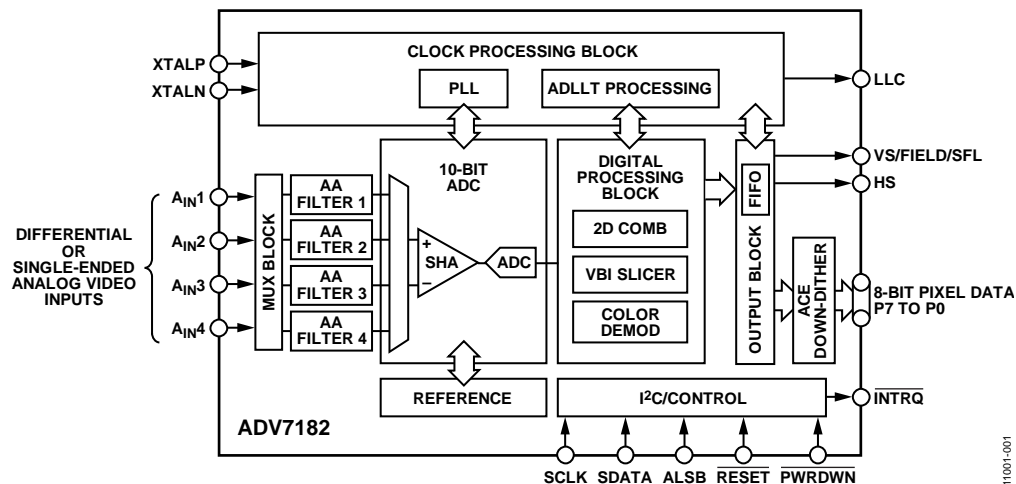 CLOCK PROCESSING BLOCK
XTALP
XTALN
PLL
ADLLT PROCESSING
LLC
10-BIT
ADC
DIGITAL
PROCESSING
BLOCK
FIFO
OUTPUT BLOCK
VS/FIELD/SFL
HS
DIFFERENTIAL
OR
SINGLE-ENDED
ANALOG VIDEO
INPUTS
AIN1
AIN2
AIN3
AIN4
MUX BLOCK
AA
FILTER 1
AA
FILTER 2
AA
FILTER 3
AA
FILTER 4
+
SHA
–
ADC
2D COMB
VBI SLICER
COLOR
DEMOD
ACE
DOWN-DITHER
8-BIT PIXEL DATA
P7 TO P0
REFERENCE
I2C/CONTROL
INTRQ
ADV7182
SCLK
SDATA
ALSB
RESET
PWRDWN
11001-001